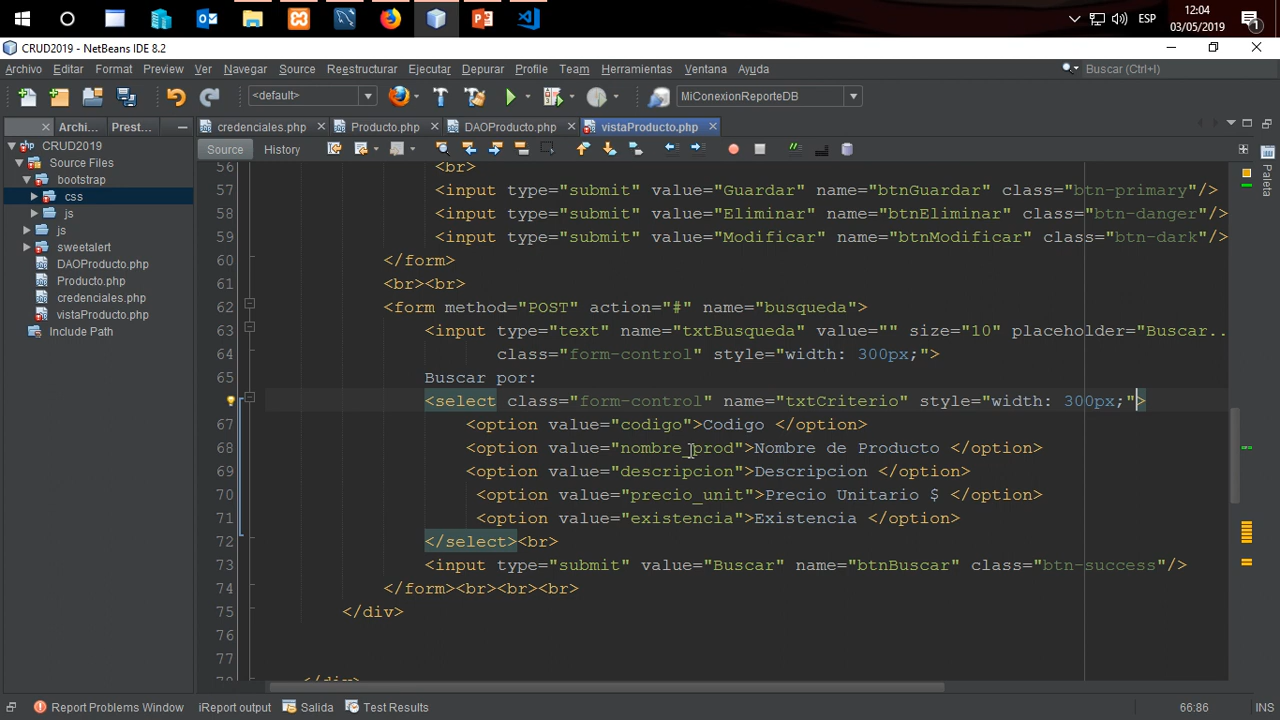 ESP
12:04
03/05/2019
1
CRUD2019 - NetBeans IDE 8.2
Archivo Editar Format Preview Ver Navegar Source Reestructurar Ejecutar Depurar Profile Team Herramientas Ventana Ayuda
Buscar (Ctrl+I)
<default>
MiConexionReporteDB
Archi... Prest...
credenciales.php Producto.php DAOProducto.php vistaProducto.php
Source History
Paleta
CRUD2019
Source Files
bootstrap
css
js
js
sweetalert
DAOProducto.php
Producto.php
credenciales.php
vistaProducto.php
Include Path
56 <br>
57 <input type="submit" value="Guardar" name="btnGuardar" class="btn-primary"/>
58 <input type="submit" value="Eliminar" name="btnEliminar" class="btn-danger"/>
59 <input type="submit" value="Modificar" name="btnModificar" class="btn-dark"/>
60 </form>
61 <br><br>
62 <form method="POST" action="#" name="busqueda">
63 <input type="text" name="txtBusqueda" value="" size="10" placeholder="Buscar..
64 class="form-control" style="width: 300px;">
65 Buscar por:
<select class="form-control" name="txtCriterio" style="width: 300px;">
67 <option value="codigo">Codigo </option>
68 <option value="nombre_prod">Nombre de Producto </option>
69 <option value="descripcion">Descripcion </option>
70 <option value="precio_unit">Precio Unitario $ </option>
71 <option value="existencia">Existencia </option>
72 </select><br>
73 <input type="submit" value="Buscar" name="btnBuscar" class="btn-success"/>
74 </form><br><br><br>
75 </div>
76
77
78 </div>
Report Problems Window iReport output Salida Test Results
66:86 INS